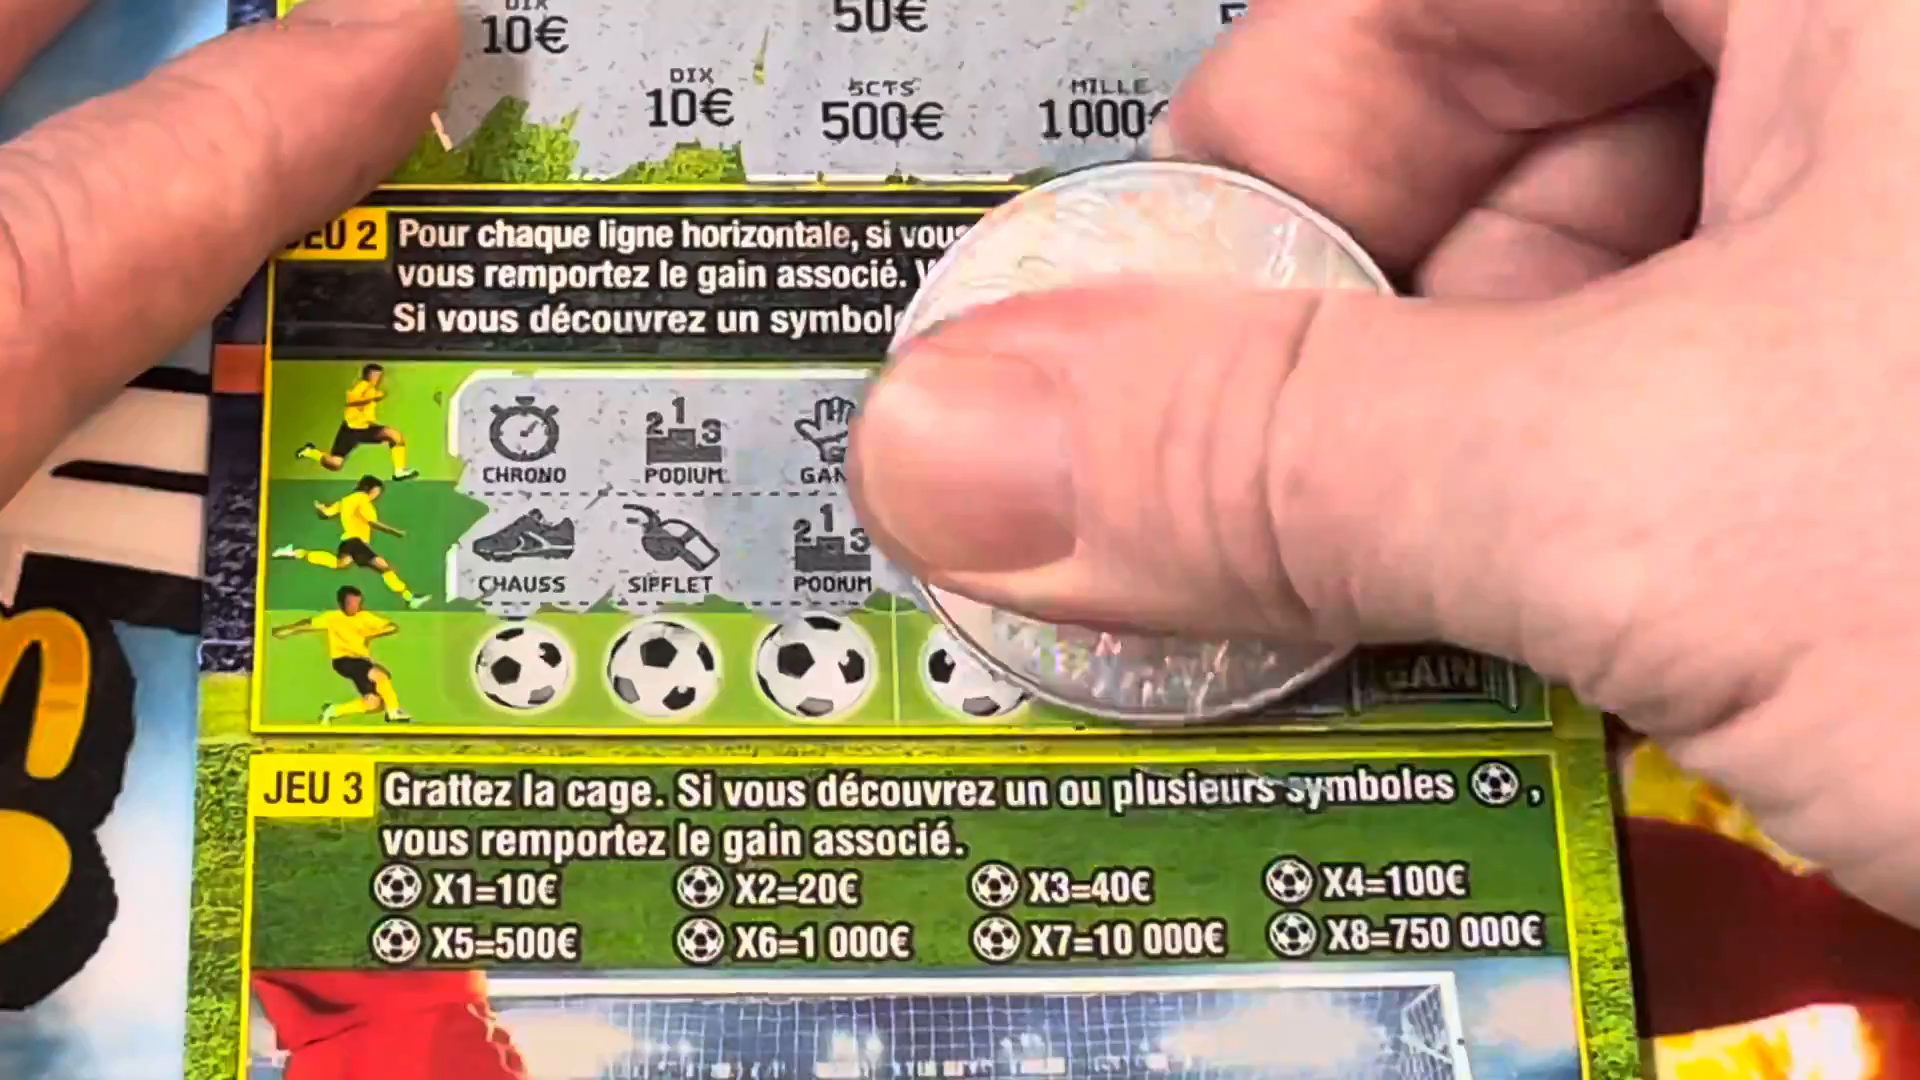 DIX
10€
50€
DIX
10€
5CTS
500€
MILLE
1000€
JEU 2
Pour chaque ligne horizontale, si vous
vous remportez le gain associé.
Si vous découvrez un symbole
CHRONO PODIUM
CHAUSS SIFFLET PODIUM
GAIN
JEU 3
Grattez la cage. Si vous découvrez un ou plusieurs symboles ,
vous remportez le gain associé.
X1=10€ X2=20€ X3=40€ X4=100€
X5=500€ X6=1 000€ X7=10 000€ X8=750 000€